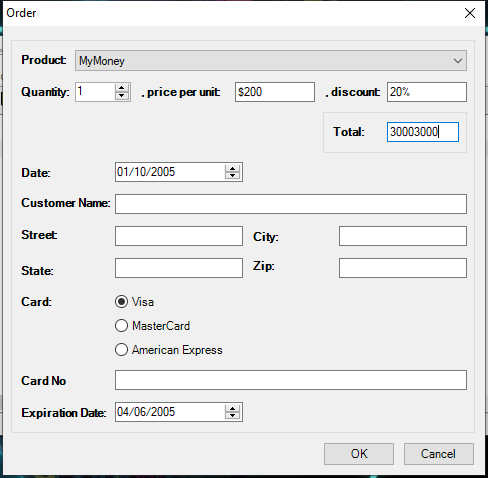 Order
Product: MyMoney
Quantity: 1 , price per unit: $200 , discount: 20%
Total: 30003000
Date: 01/10/2005
Customer Name:
Street: City:
State: Zip:
Card: Visa
MasterCard
American Express
Card No
Expiration Date: 04/06/2005
OK Cancel